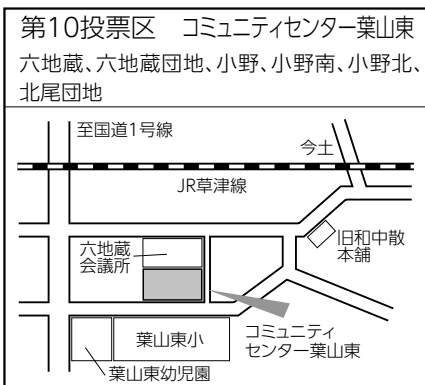 第10投票区 コミュニティセンター葉山東
六地蔵、六地蔵団地、小野、小野南、小野北、
北尾団地
至国道1号線
今土
JR草津線
六地蔵
会議所
旧和中散
本舗
葉山東小
コミュニティ
センター葉山東
葉山東幼児園